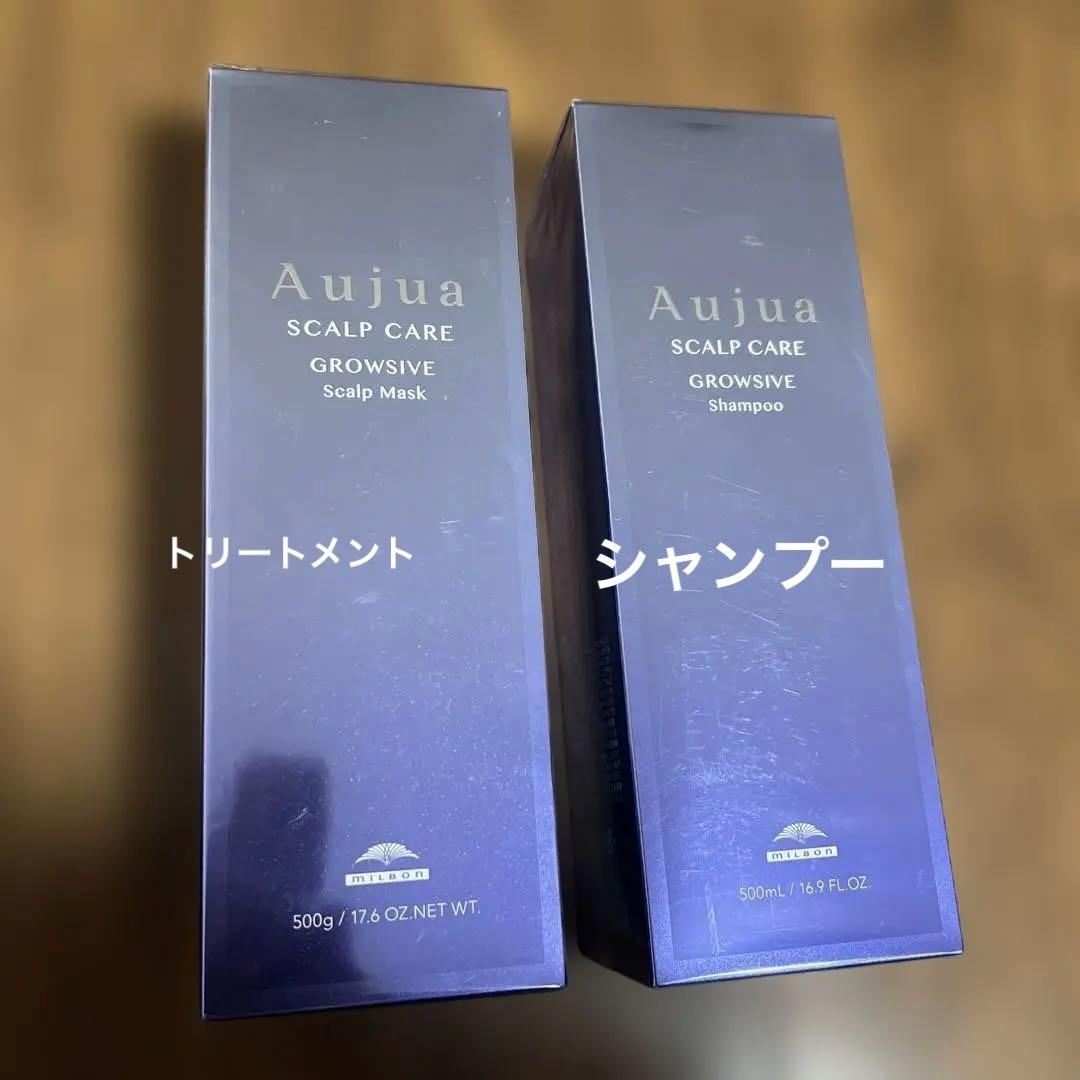 Aujua
SCALP CARE
GROWSIVE
Scalp Mask
トリートメント
MILBON
500g / 17.6 OZ.NET WT.
Aujua
SCALP CARE
GROWSIVE
Shampoo
シャンプー
MILBON
500mL / 16.9 FL.OZ.